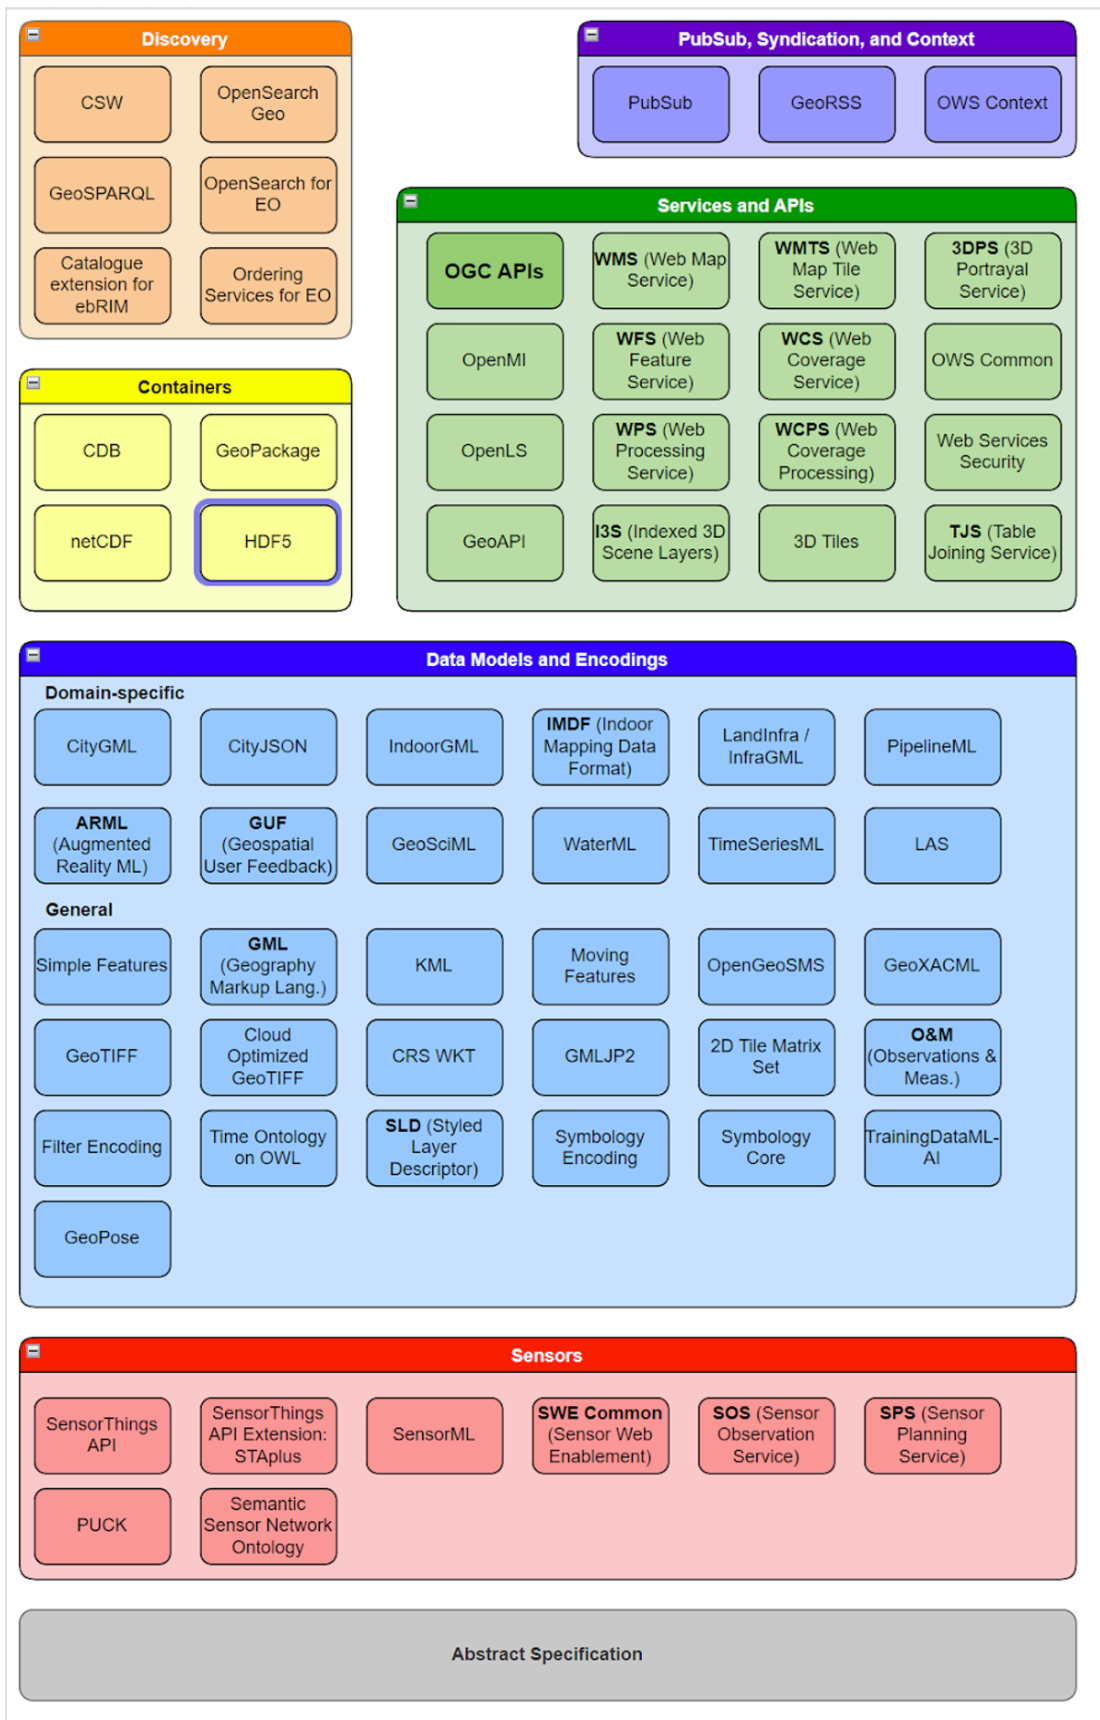 Discovery
CSW
OpenSearch
Geo
GeoSPARQL
OpenSearch for
EO
Catalogue
extension for
ebRIM
Ordering
Services for EO
PubSub, Syndication, and Context
PubSub
GeoRSS
OWS Context
Services and APIs
OGC APIs
WMS (Web Map
Service)
WMTS (Web
Map Tile
Service)
3DPS (3D
Portrayal
Service)
OpenMI
WFS (Web
Feature
Service)
WCS (Web
Coverage
Service)
OWS Common
OpenLS
WPS (Web
Processing
Service)
WCPS (Web
Coverage
Processing)
Web Services
Security
GeoAPI
I3S (Indexed 3D
Scene Layers)
3D Tiles
TJS (Table
Joining Service)
Containers
CDB
GeoPackage
netCDF
HDF5
Data Models and Encodings
Domain-specific
CityGML
CityJSON
IndoorGML
IMDF (Indoor
Mapping Data
Format)
LandInfra /
InfraGML
PipelineML
ARML
(Augmented
Reality ML)
GUF
(Geospatial
User Feedback)
GeoSciML
WaterML
TimeSeriesML
LAS
General
Simple Features
GML
(Geography
Markup Lang.)
KML
Moving
Features
OpenGeoSMS
GeoXACML
GeoTIFF
Cloud
Optimized
GeoTIFF
CRS WKT
GMLJP2
2D Tile Matrix
Set
O&M
(Observations &
Meas.)
Filter Encoding
Time Ontology
on OWL
SLD (Styled
Layer
Descriptor)
Symbology
Encoding
Symbology
Core
TrainingDataML-
AI
GeoPose
Sensors
SensorThings
API
SensorThings
API Extension:
STAplus
SensorML
SWE Common
(Sensor Web
Enablement)
SOS (Sensor
Observation
Service)
SPS (Sensor
Planning
Service)
PUCK
Semantic
Sensor Network
Ontology
Abstract Specification